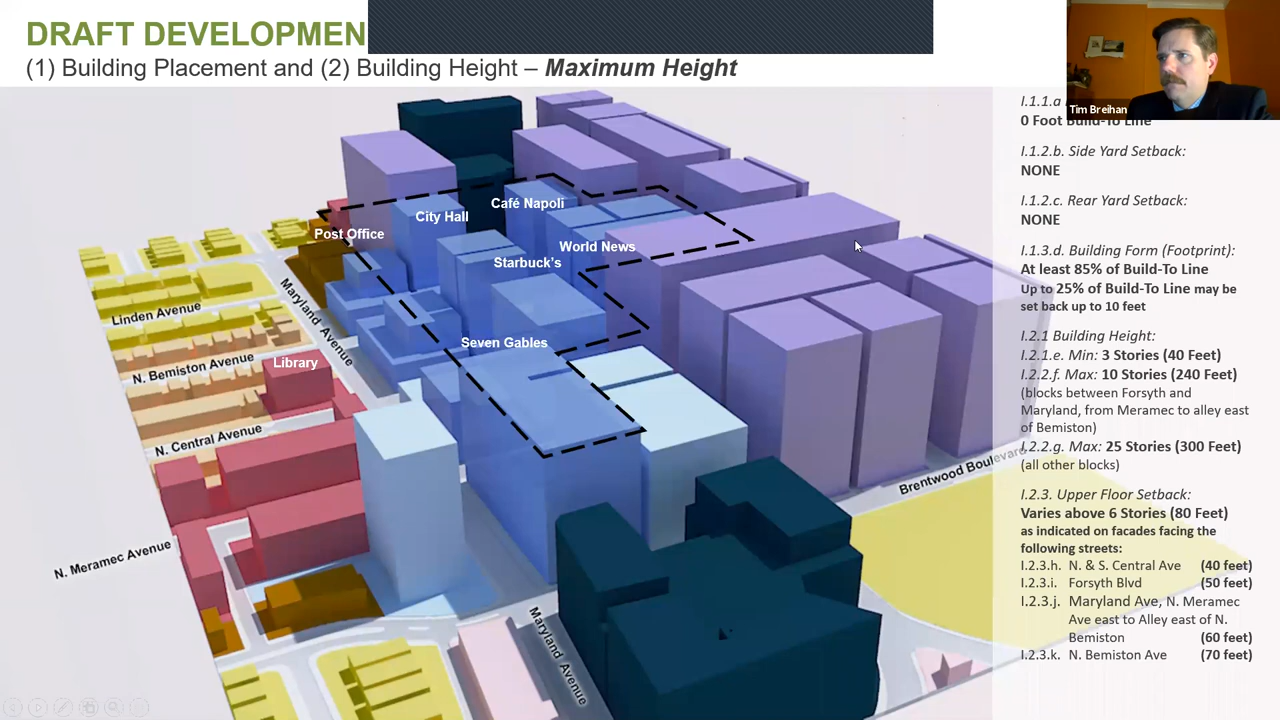 DRAFT DEVELOPMEN
(1) Building Placement and (2) Building Height – Maximum Height
Tim Breihan
I.1.1.a
0 Foot Build-To Line
I.1.2.b. Side Yard Setback:
NONE
I.1.2.c. Rear Yard Setback:
NONE
I.1.3.d. Building Form (Footprint):
At least 85% of Build-To Line
Up to 25% of Build-To Line may be
set back up to 10 feet
I.2.1 Building Height:
I.2.1.e. Min: 3 Stories (40 Feet)
I.2.2.f. Max: 10 Stories (240 Feet)
(blocks between Forsyth and
Maryland, from Meramec to alley east
of Bemiston)
I.2.2.g. Max: 25 Stories (300 Feet)
(all other blocks)
I.2.3. Upper Floor Setback:
Varies above 6 Stories (80 Feet)
as indicated on facades facing the
following streets:
I.2.3.h. N. & S. Central Ave (40 feet)
I.2.3.i. Forsyth Blvd (50 feet)
I.2.3.j. Maryland Ave, N. Meramec
Ave east to Alley east of N.
Bemiston (60 feet)
I.2.3.k. N. Bemiston Ave (70 feet)
Café Napoli
City Hall
Post Office
World News
Starbuck's
Seven Gables
Library
Linden Avenue
Maryland Avenue
N. Bemiston Avenue
N. Central Avenue
N. Meramec Avenue
Brentwood Boulevard
Maryland Avenue